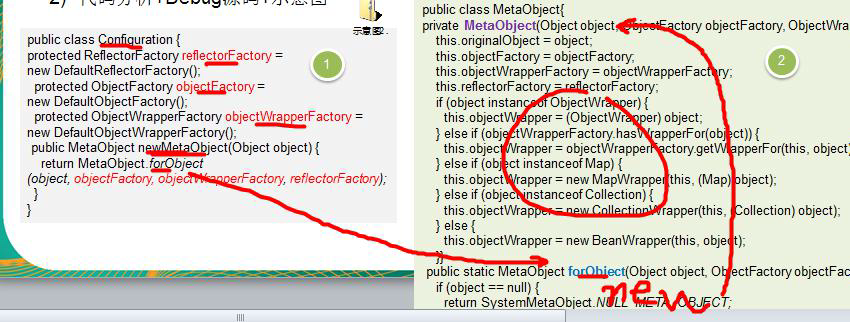 2) 代码分析+Debug源码+示意图
示意图2.
public class Configuration {
protected ReflectorFactory reflectorFactory =
new DefaultReflectorFactory();
protected ObjectFactory objectFactory =
new DefaultObjectFactory();
protected ObjectWrapperFactory objectWrapperFactory =
new DefaultObjectWrapperFactory();
public MetaObject newMetaObject(Object object) {
return MetaObject.forObject
(object, objectFactory, objectWrapperFactory, reflectorFactory);
}
}
1
public class MetaObject{
private MetaObject(Object object, ObjectFactory objectFactory, ObjectWra
this.originalObject = object;
this.objectFactory = objectFactory;
this.objectWrapperFactory = objectWrapperFactory;
this.reflectorFactory = reflectorFactory;
if (object instanceof ObjectWrapper) {
this.objectWrapper = (ObjectWrapper) object;
} else if (objectWrapperFactory.hasWrapperFor(object)) {
this.objectWrapper = objectWrapperFactory.getWrapperFor(this, object)
} else if (object instanceof Map) {
this.objectWrapper = new MapWrapper(this, (Map) object);
} else if (object instanceof Collection) {
this.objectWrapper = new CollectionWrapper(this, (Collection) object);
} else {
this.objectWrapper = new BeanWrapper(this, object);
}}
public static MetaObject forObject(Object object, ObjectFactory objectFac
if (object == null) {
return SystemMetaObject.NULL_META_OBJECT;
2
new